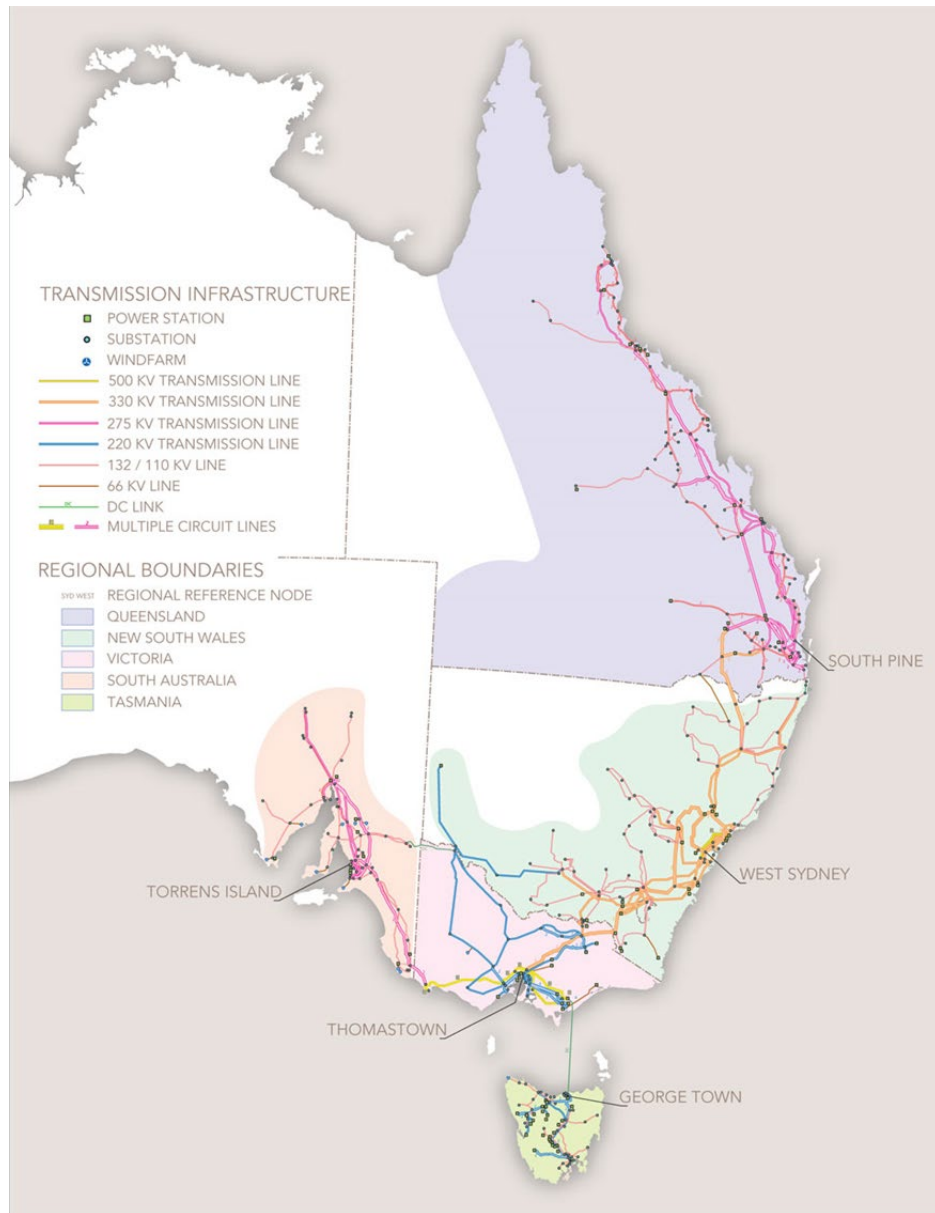 TRANSMISSION INFRASTRUCTURE
POWER STATION
SUBSTATION
WINDFARM
500 KV TRANSMISSION LINE
330 KV TRANSMISSION LINE
275 KV TRANSMISSION LINE
220 KV TRANSMISSION LINE
132 / 110 KV LINE
66 KV LINE
DC LINK
MULTIPLE CIRCUIT LINES
REGIONAL BOUNDARIES
SYD WEST REGIONAL REFERENCE NODE
QUEENSLAND
NEW SOUTH WALES
VICTORIA
SOUTH AUSTRALIA
TASMANIA
SOUTH PINE
WEST SYDNEY
TORRENS ISLAND
THOMASTOWN
GEORGE TOWN